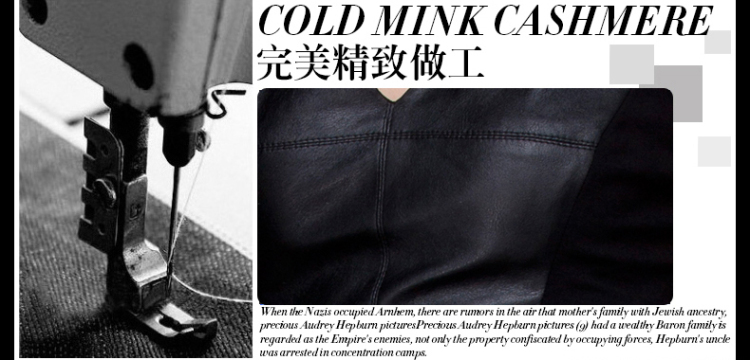 COLD MINK CASHMERE
完美精致做工
When the Nazis occupied Arnhem, there are rumors in the air that mother's family with Jewish ancestry,
precious Audrey Hepburn picturesPrecious Audrey Hepburn pictures (9) had a wealthy Baron family is
regarded as the Empire's enemies, not only the property confiscated by occupying forces, Hepburn's uncle
was arrested in concentration camps.